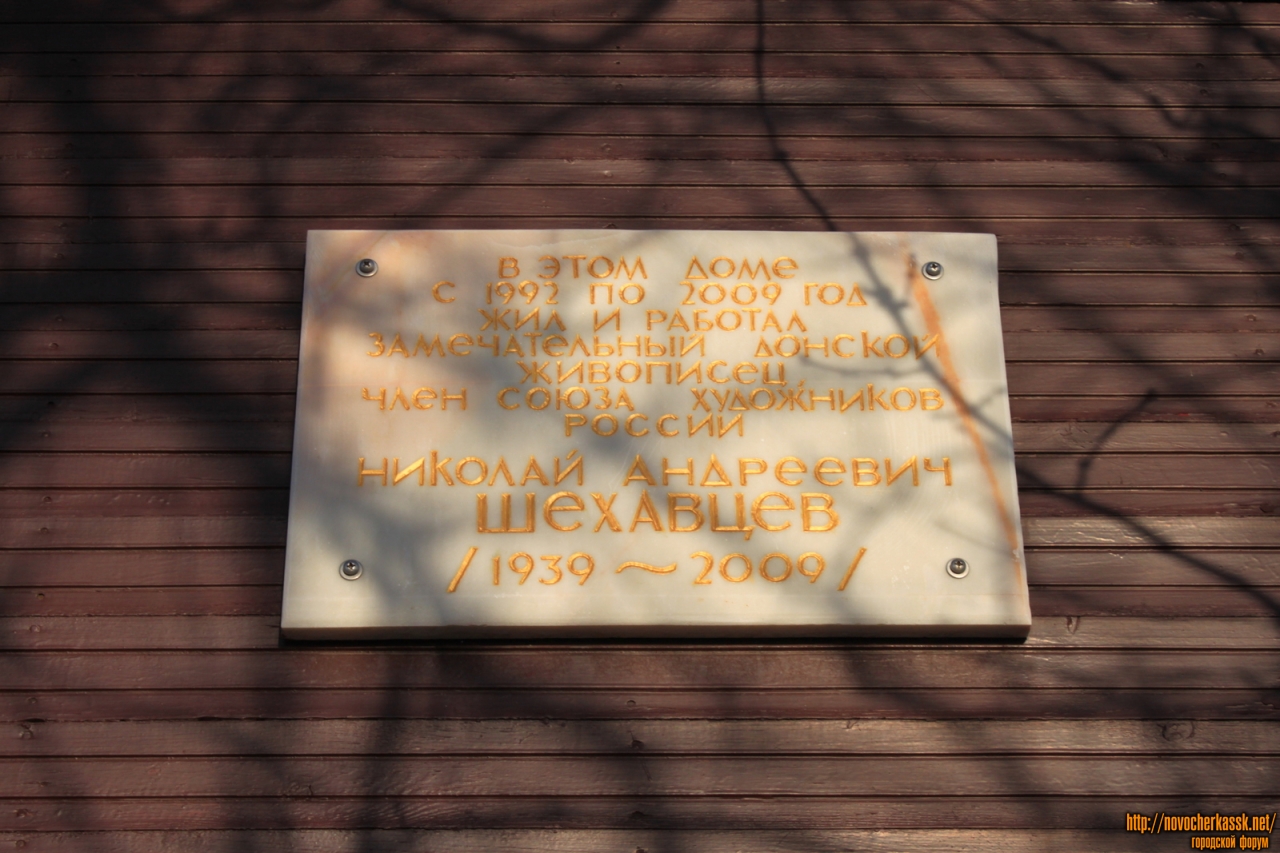 В ЭТОМ ДОМЕ
С 1992 ПО 2009 ГОД
ЖИЛ И РАБОТАЛ
ЗАМЕЧАТЕЛЬНЫЙ ДОНСКОЙ
ЖИВОПИСЕЦ,
ЧЛЕН СОЮЗА ХУДОЖНИКОВ
РОССИИ
НИКОЛАЙ АНДРЕЕВИЧ
ШЕХАВЦЕВ
/ 1939 ~ 2009 /
http://novocherkassk.net/
городской форум